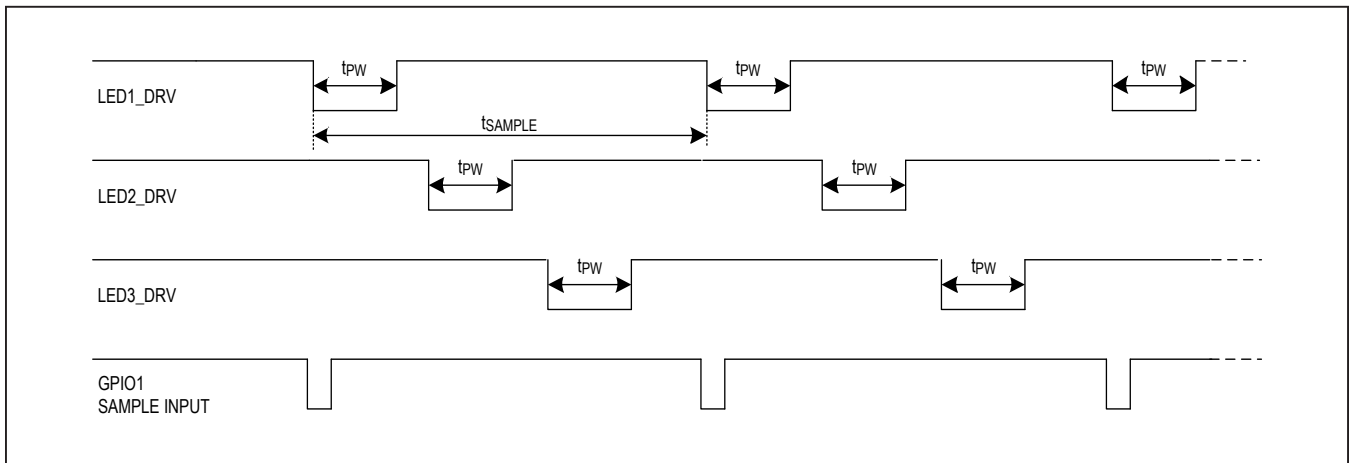 tPW
tPW
tPW
LED1_DRV
tSAMPLE
tPW
tPW
LED2_DRV
tPW
tPW
LED3_DRV
GPIO1
SAMPLE INPUT